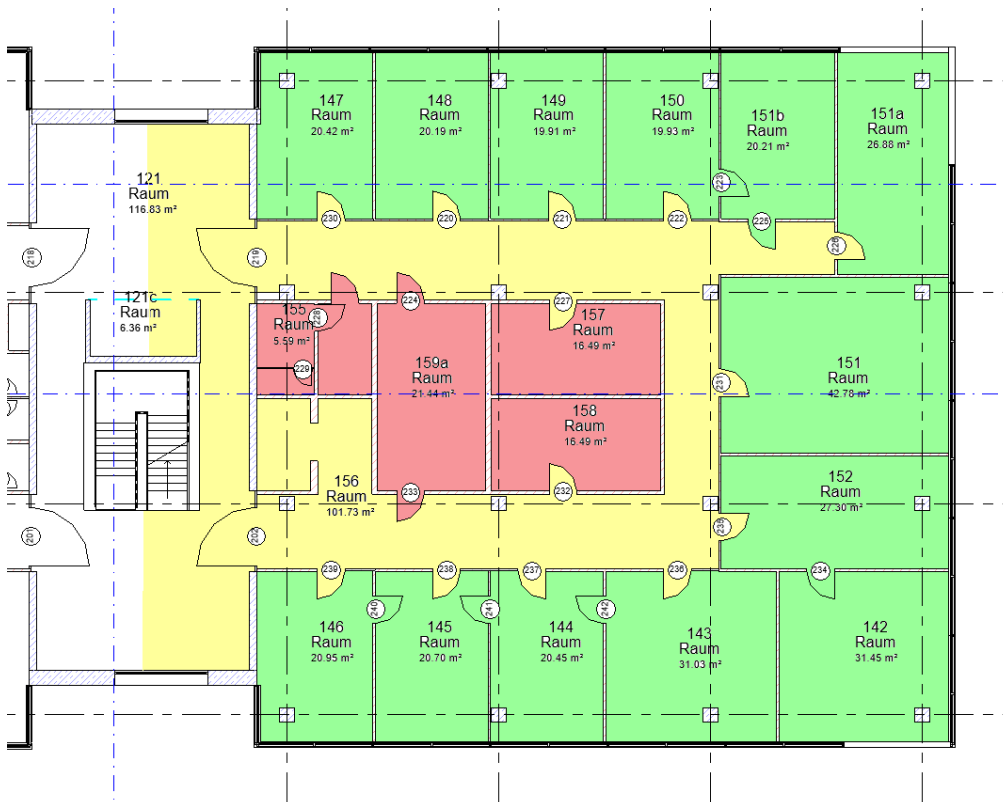 147
Raum
20.42 m²
148
Raum
20.19 m²
149
Raum
19.91 m²
150
Raum
19.93 m²
151b
Raum
20.21 m²
151a
Raum
26.88 m²
121
Raum
116.83 m²
223
230
220
221
222
225
226
218
219
121c
Raum
6.36 m²
155
Raum
5.59 m²
228
224
227
157
Raum
16.49 m²
229
159a
Raum
21.44 m²
231
151
Raum
42.78 m²
158
Raum
16.49 m²
156
Raum
101.73 m²
233
232
152
Raum
27.30 m²
201
202
235
239
238
237
236
234
240
241
242
146
Raum
20.95 m²
145
Raum
20.70 m²
144
Raum
20.45 m²
143
Raum
31.03 m²
142
Raum
31.45 m²